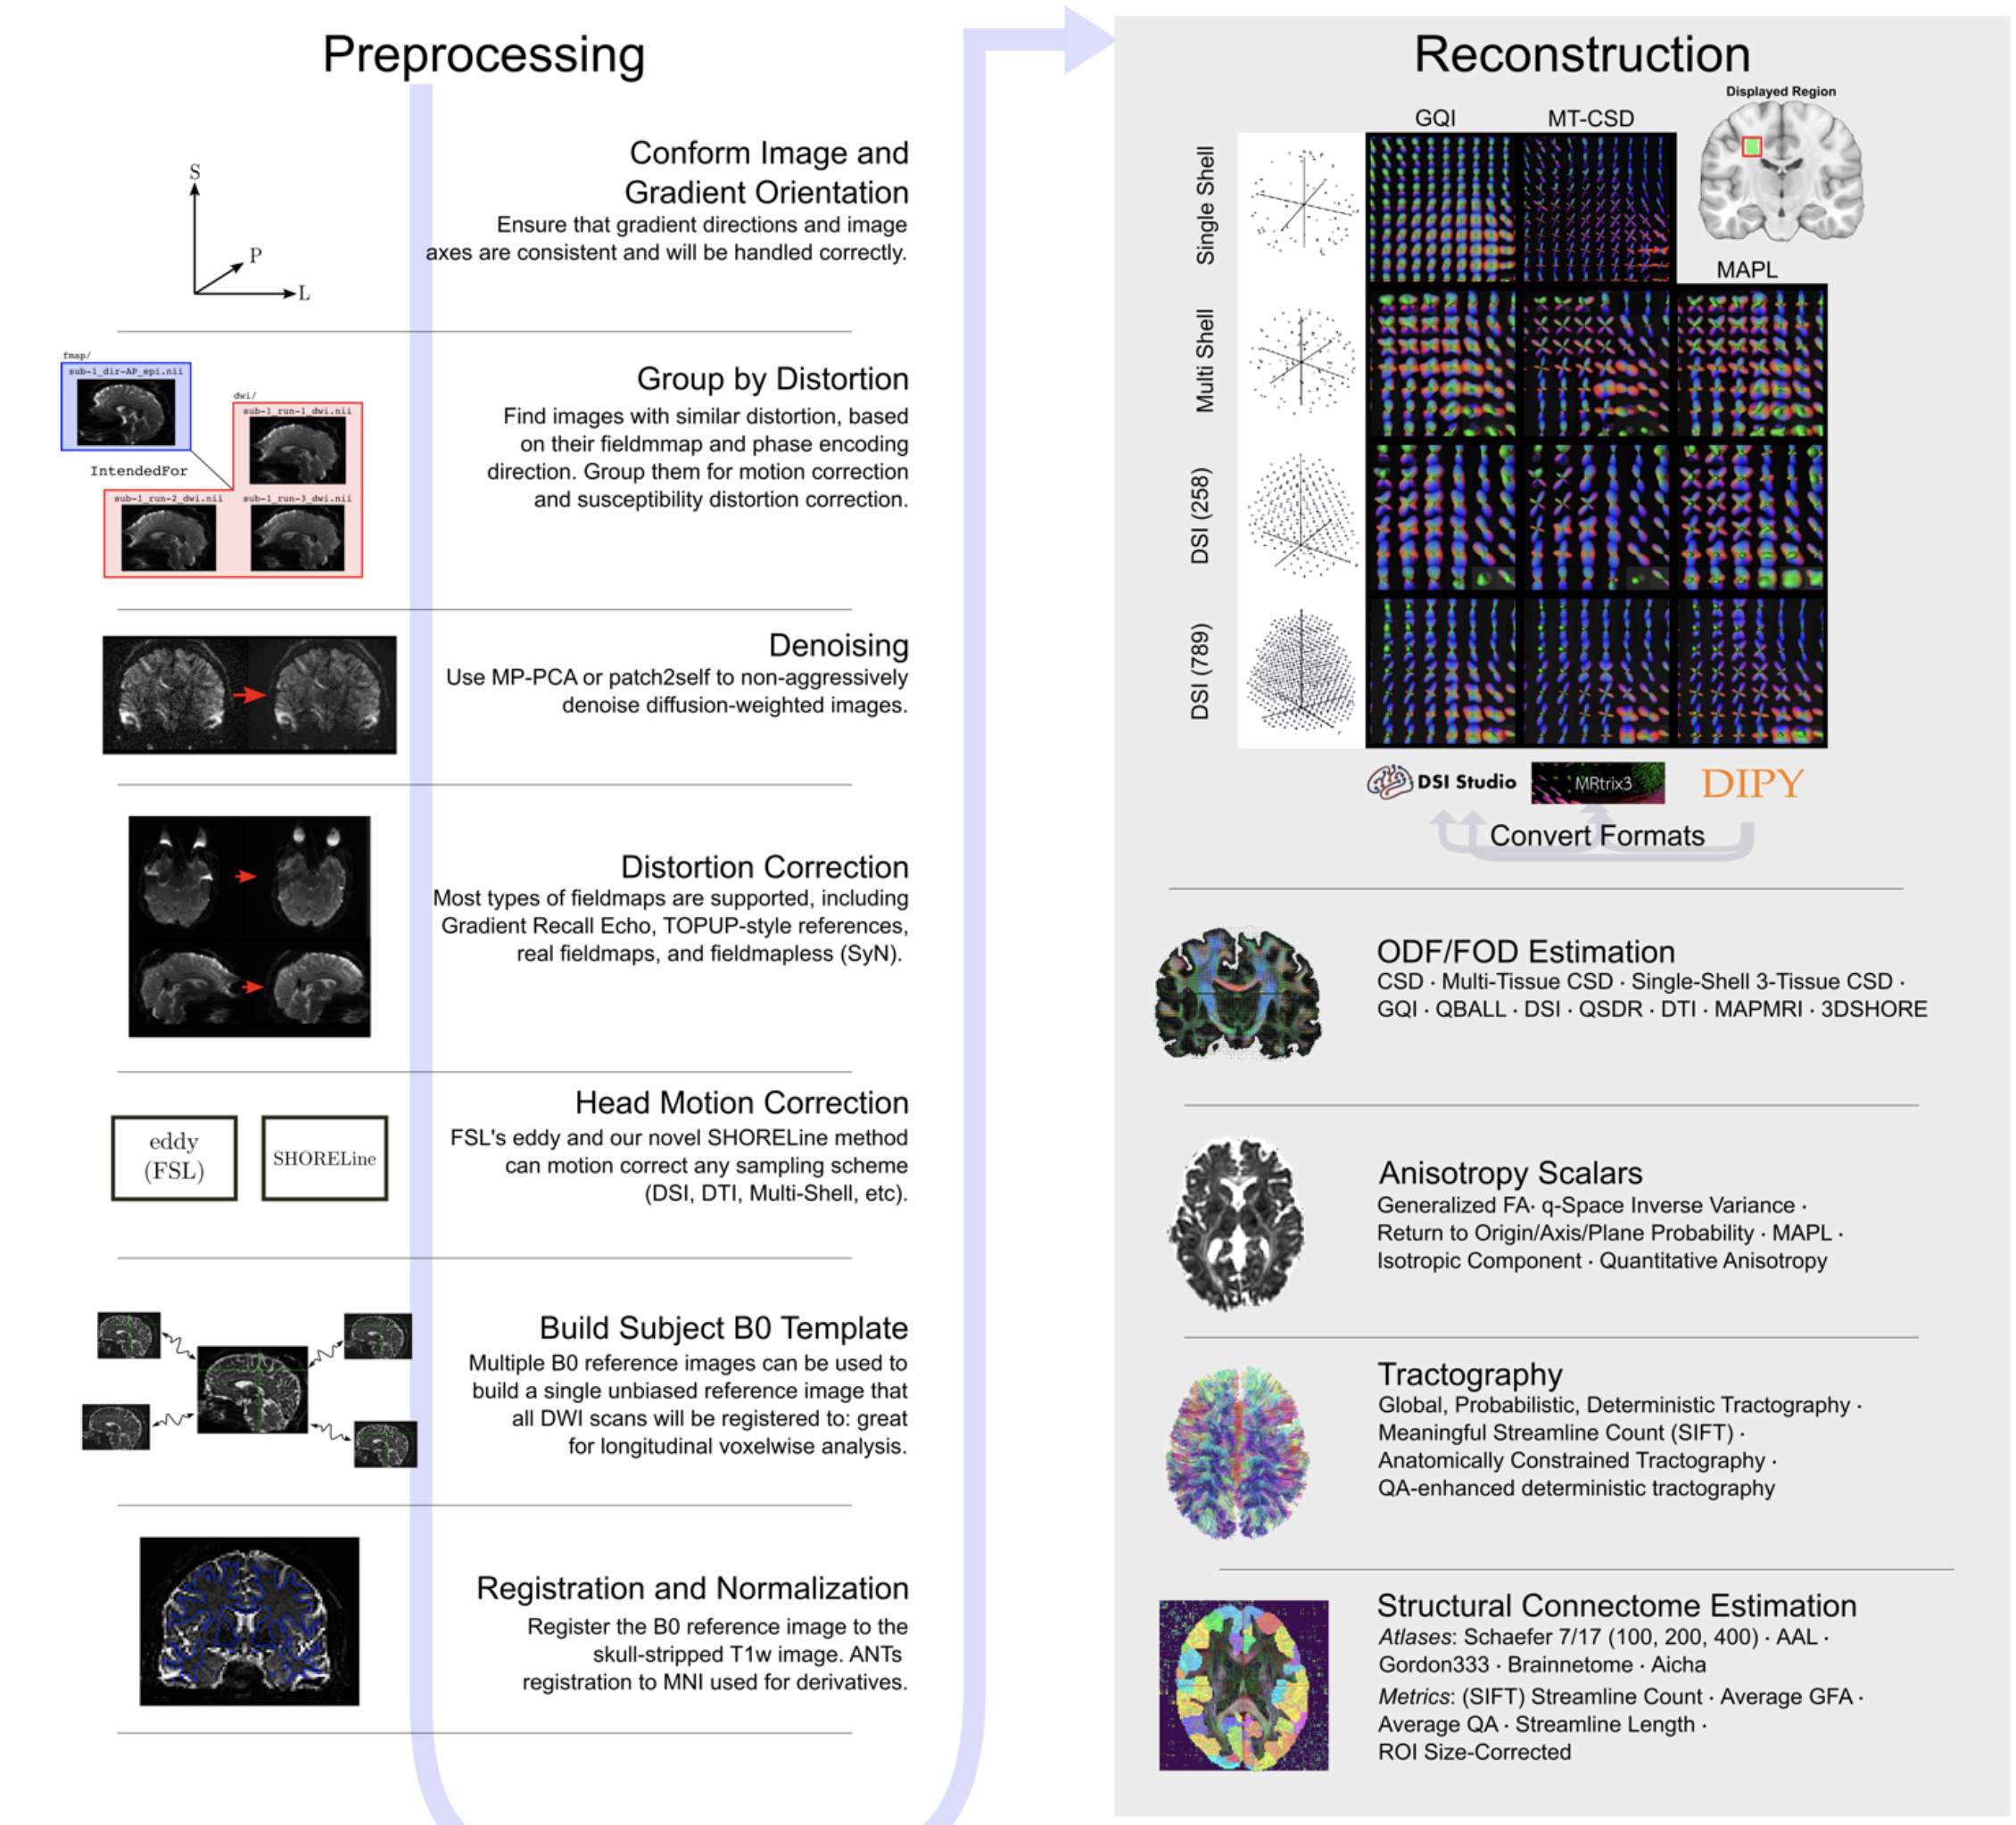 Preprocessing
S
P
L
Conform Image and
Gradient Orientation
Ensure that gradient directions and image
axes are consistent and will be handled correctly.
fmap/
sub-1_dir-AP_epi.nii
dwi/
sub-1_run-1_dwi.nii
IntendedFor
sub-1_run-2_dwi.nii
sub-1_run-3_dwi.nii
Group by Distortion
Find images with similar distortion, based
on their fieldmmap and phase encoding
direction. Group them for motion correction
and susceptibility distortion correction.
Denoising
Use MP-PCA or patch2self to non-aggressively
denoise diffusion-weighted images.
Distortion Correction
Most types of fieldmaps are supported, including
Gradient Recall Echo, TOPUP-style references,
real fieldmaps, and fieldmapless (SyN).
eddy
(FSL)
SHORELine
Head Motion Correction
FSL's eddy and our novel SHORELine method
can motion correct any sampling scheme
(DSI, DTI, Multi-Shell, etc).
Build Subject B0 Template
Multiple B0 reference images can be used to
build a single unbiased reference image that
all DWI scans will be registered to: great
for longitudinal voxelwise analysis.
Registration and Normalization
Register the B0 reference image to the
skull-stripped T1w image. ANTs
registration to MNI used for derivatives.
Reconstruction
Displayed Region
GQI
MT-CSD
MAPL
Single Shell
Multi Shell
DSI (258)
DSI (789)
DSI Studio
MRtrix3
DIPY
Convert Formats
ODF/FOD Estimation
CSD · Multi-Tissue CSD · Single-Shell 3-Tissue CSD ·
GQI · QBALL · DSI · QSDR · DTI · MAPMRI · 3DSHORE
Anisotropy Scalars
Generalized FA· q-Space Inverse Variance ·
Return to Origin/Axis/Plane Probability · MAPL ·
Isotropic Component · Quantitative Anisotropy
Tractography
Global, Probabilistic, Deterministic Tractography ·
Meaningful Streamline Count (SIFT) ·
Anatomically Constrained Tractography ·
QA-enhanced deterministic tractography
Structural Connectome Estimation
Atlases: Schaefer 7/17 (100, 200, 400) · AAL ·
Gordon333 · Brainnetome · Aicha
Metrics: (SIFT) Streamline Count · Average GFA ·
Average QA · Streamline Length ·
ROI Size-Corrected